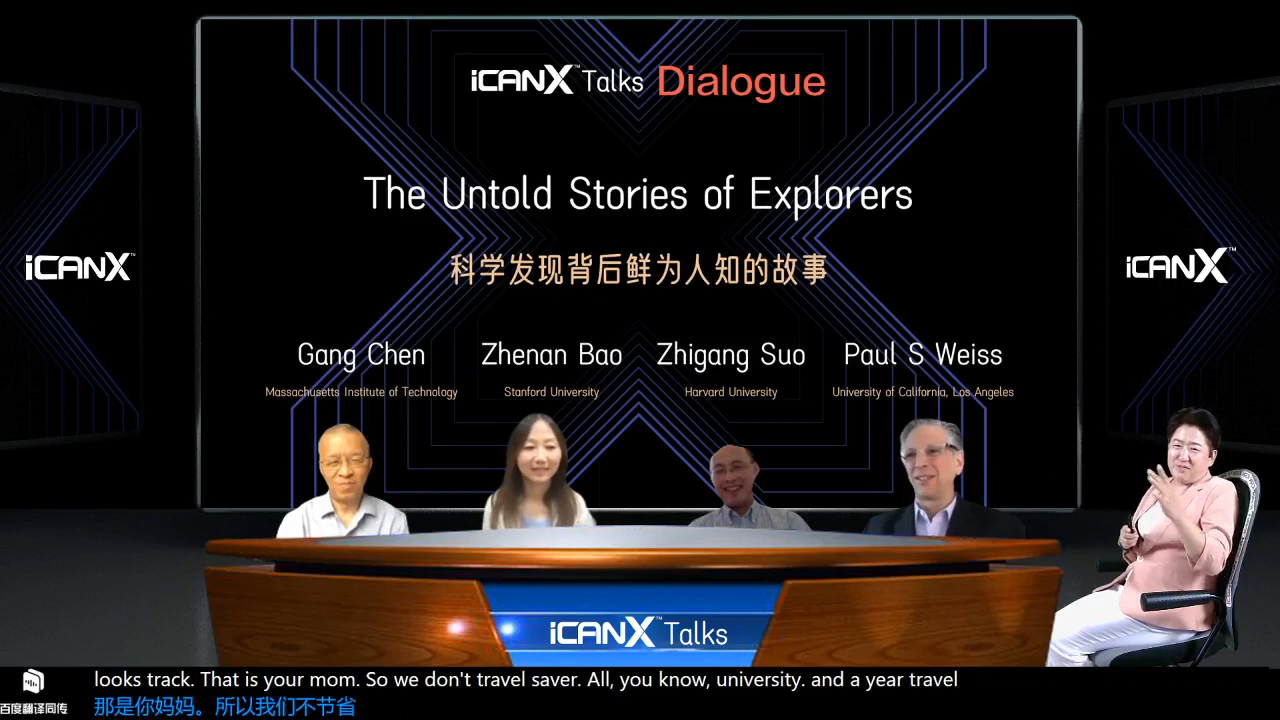 iCANX™ Talks Dialogue
The Untold Stories of Explorers
科学发现背后鲜为人知的故事
iCANX™
iCANX™
Gang Chen Zhenan Bao Zhigang Suo Paul S Weiss
Massachusetts Institute of Technology Stanford University Harvard University University of California, Los Angeles
iCANX™ Talks
looks track. That is your mom. So we don't travel saver. All, you know, university. and a year travel
那是你妈妈。所以我们不节省
百度翻译同传